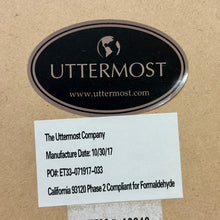 UTTERMOST
www.UTTERMOST.com
The Uttermost Company
Manufacture Date: 10/30/17
PO#: ET33-071917-033
California 93120 Phase 2 Compliant for Formaldehyde